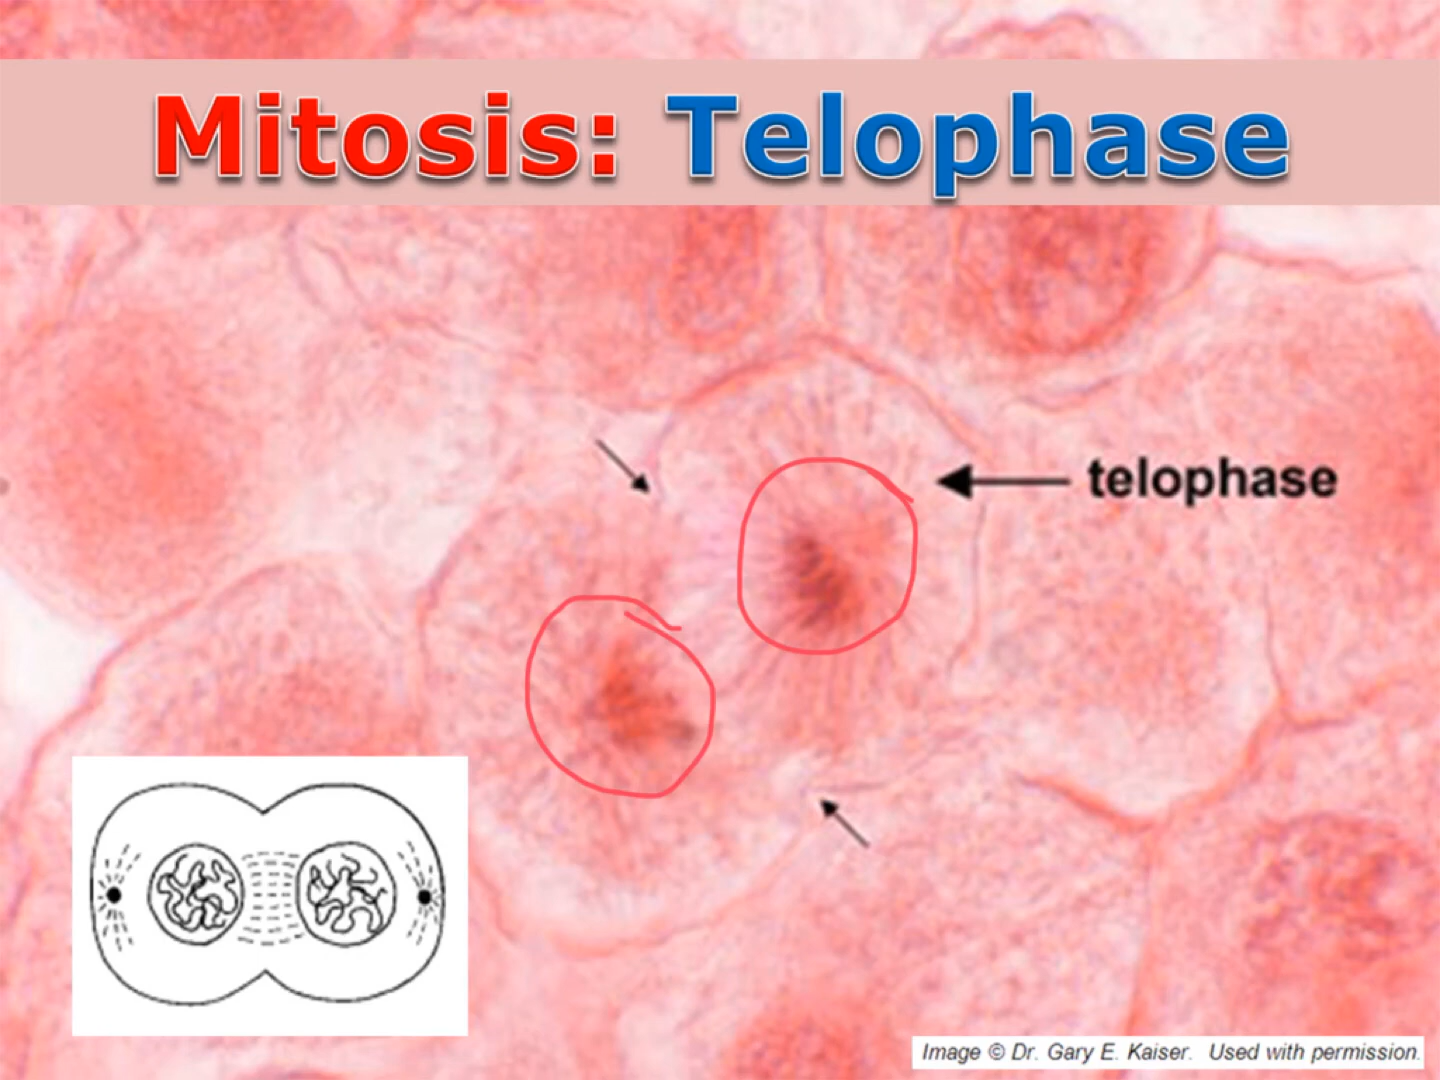 Mitosis: Telophase
telophase
Image © Dr. Gary E. Kaiser. Used with permission.